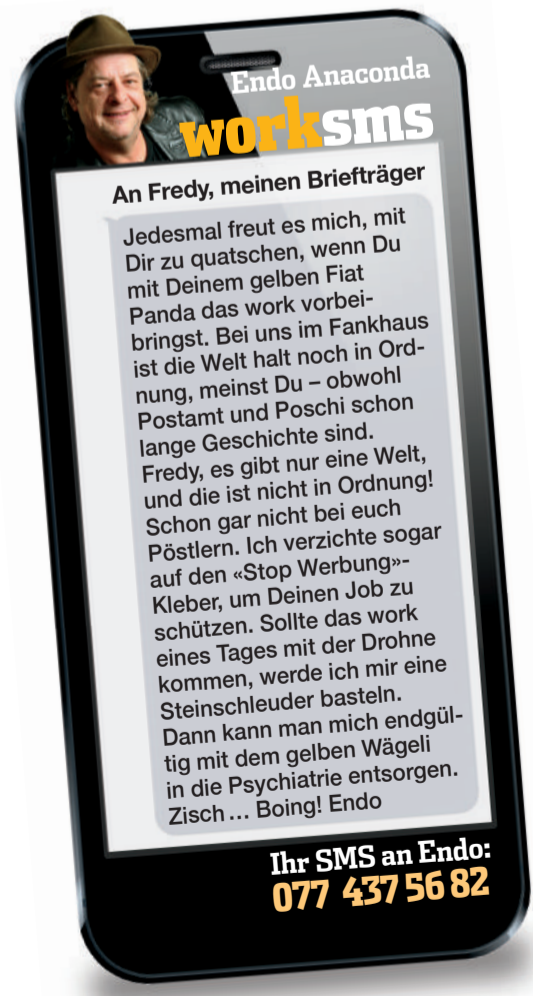 Endo Anaconda
worksms
An Fredy, meinen Briefträger
Jedesmal freut es mich, mit
Dir zu quatschen, wenn Du
mit Deinem gelben Fiat
Panda das work vorbei-
bringst. Bei uns im Fankhaus
ist die Welt halt noch in Ord-
nung, meinst Du – obwohl
Postamt und Poschi schon
lange Geschichte sind.
Fredy, es gibt nur eine Welt,
und die ist nicht in Ordnung!
Schon gar nicht bei euch
Pöstlern. Ich verzichte sogar
auf den «Stop Werbung»-
Kleber, um Deinen Job zu
schützen. Sollte das work
eines Tages mit der Drohne
kommen, werde ich mir eine
Steinschleuder basteln.
Dann kann man mich endgül-
tig mit dem gelben Wägeli
in die Psychiatrie entsorgen.
Zisch ... Boing! Endo
Ihr SMS an Endo:
077 437 56 82